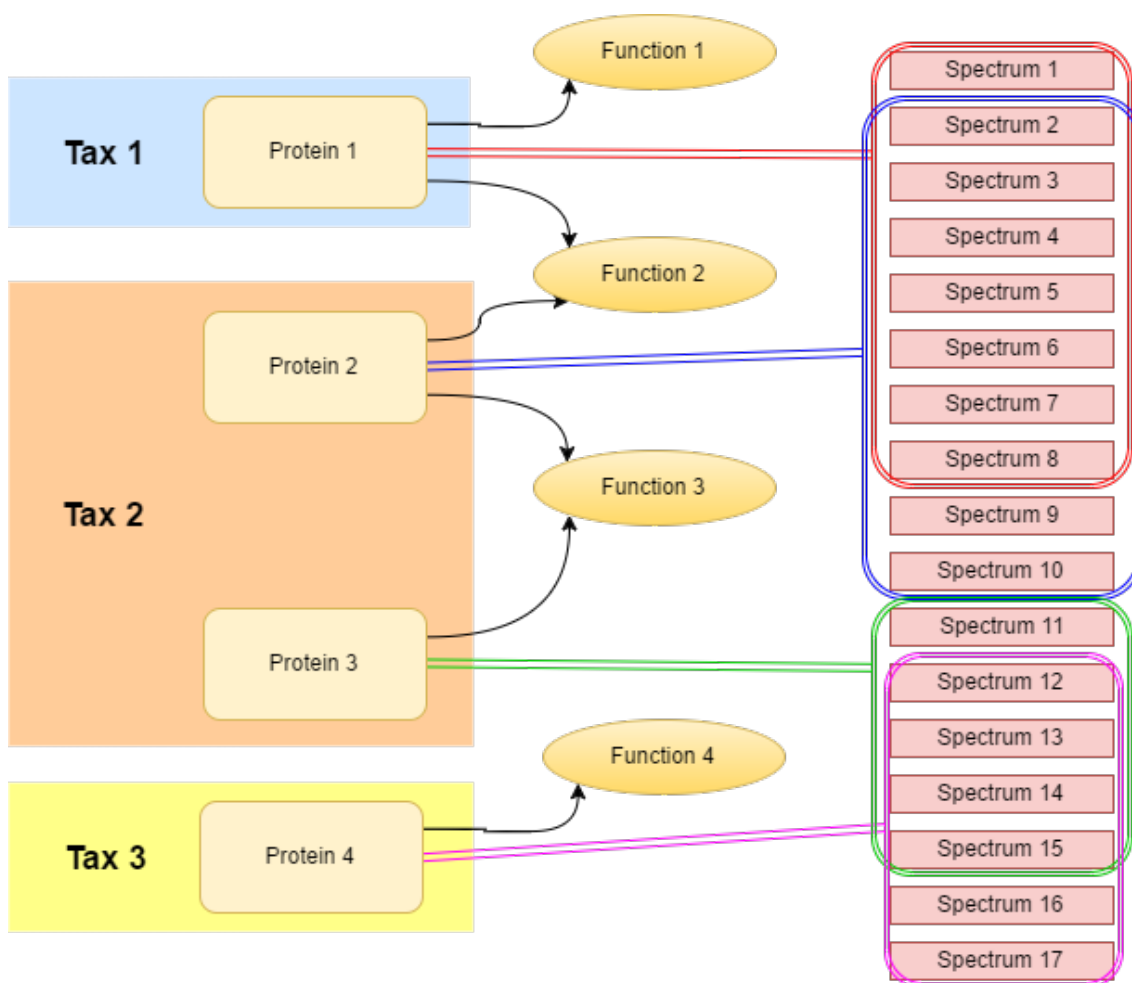 Function 1
Tax 1
Protein 1
Function 2
Tax 2
Protein 2
Function 3
Protein 3
Function 4
Tax 3
Protein 4
Spectrum 1
Spectrum 2
Spectrum 3
Spectrum 4
Spectrum 5
Spectrum 6
Spectrum 7
Spectrum 8
Spectrum 9
Spectrum 10
Spectrum 11
Spectrum 12
Spectrum 13
Spectrum 14
Spectrum 15
Spectrum 16
Spectrum 17